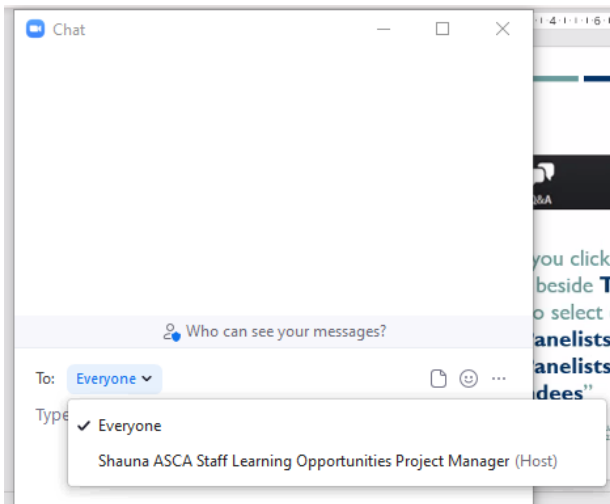 Chat
Who can see your messages?
To: Everyone
Type
Everyone
Shauna ASCA Staff Learning Opportunities Project Manager (Host)
4 6
Q&A
you click
beside
o select
anelists
anelists
dees”